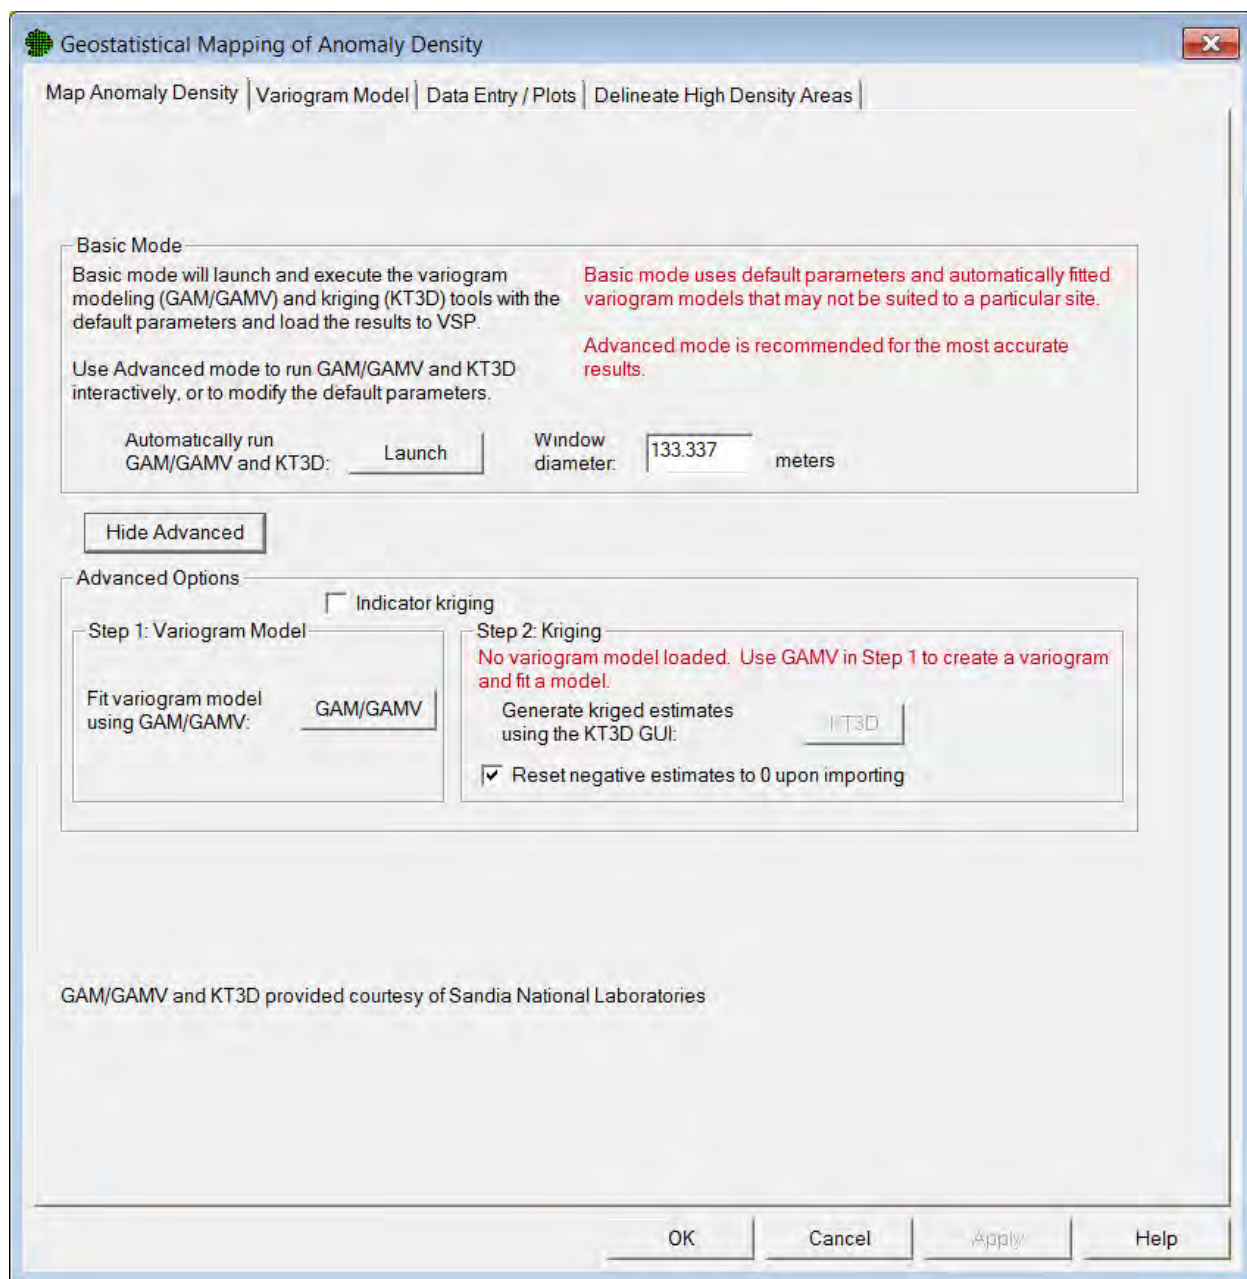 Geostatistical Mapping of Anomaly Density
Map Anomaly Density
Variogram Model
Data Entry / Plots
Delineate High Density Areas
Basic Mode
Basic mode will launch and execute the variogram
modeling (GAM/GAMV) and kriging (KT3D) tools with the
default parameters and load the results to VSP.
Use Advanced mode to run GAM/GAMV and KT3D
interactively, or to modify the default parameters.
Basic mode uses default parameters and automatically fitted
variogram models that may not be suited to a particular site.
Advanced mode is recommended for the most accurate
results.
Automatically run
GAM/GAMV and KT3D:
Launch
Window
diameter:
133.337
meters
Hide Advanced
Advanced Options
Indicator kriging
Step 1: Variogram Model
Fit variogram model
using GAM/GAMV:
GAM/GAMV
Step 2: Kriging
No variogram model loaded. Use GAMV in Step 1 to create a variogram
and fit a model.
Generate kriged estimates
using the KT3D GUI:
KT3D
Reset negative estimates to 0 upon importing
GAM/GAMV and KT3D provided courtesy of Sandia National Laboratories
OK
Cancel
Apply
Help